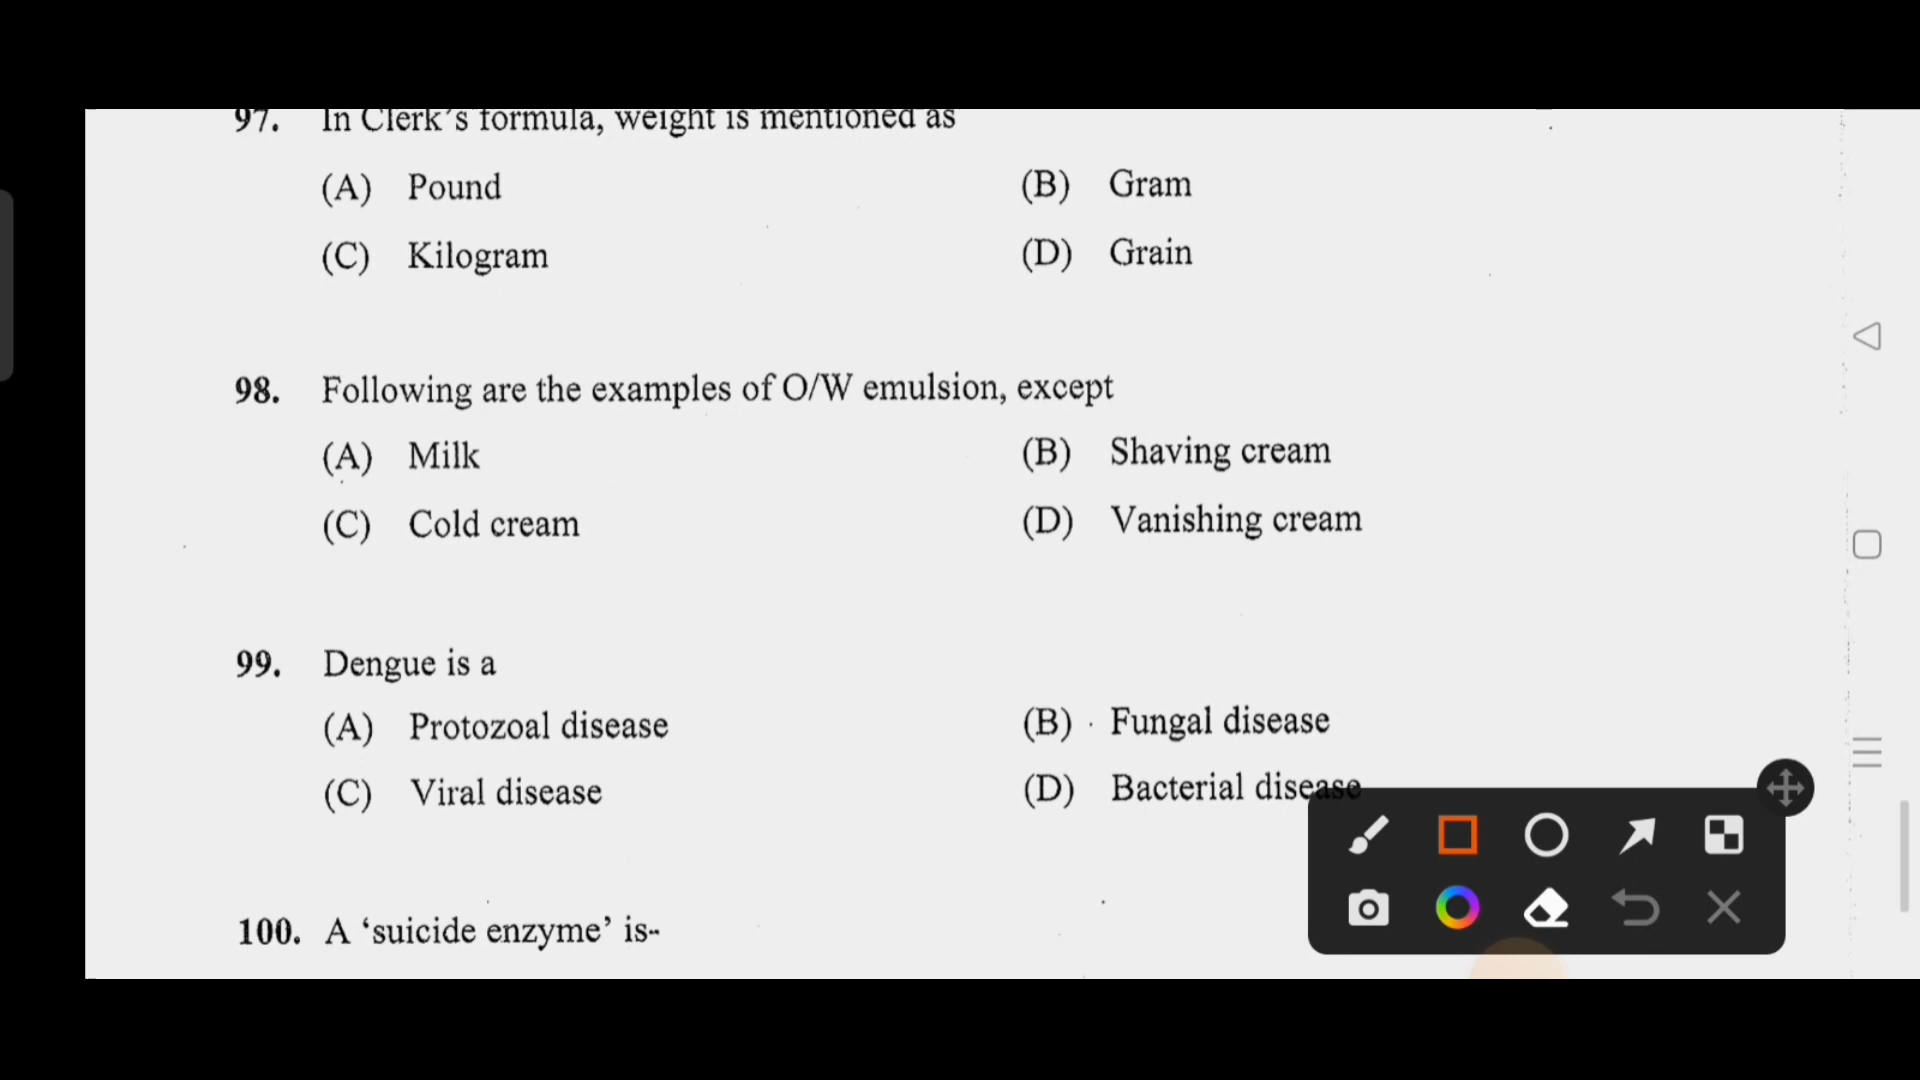 97. In Clerk's formula, weight is mentioned as
(A) Pound (B) Gram
(C) Kilogram (D) Grain
98. Following are the examples of O/W emulsion, except
(A) Milk (B) Shaving cream
(C) Cold cream (D) Vanishing cream
99. Dengue is a
(A) Protozoal disease (B) Fungal disease
(C) Viral disease (D) Bacterial disease
100. A ‘suicide enzyme’ is-